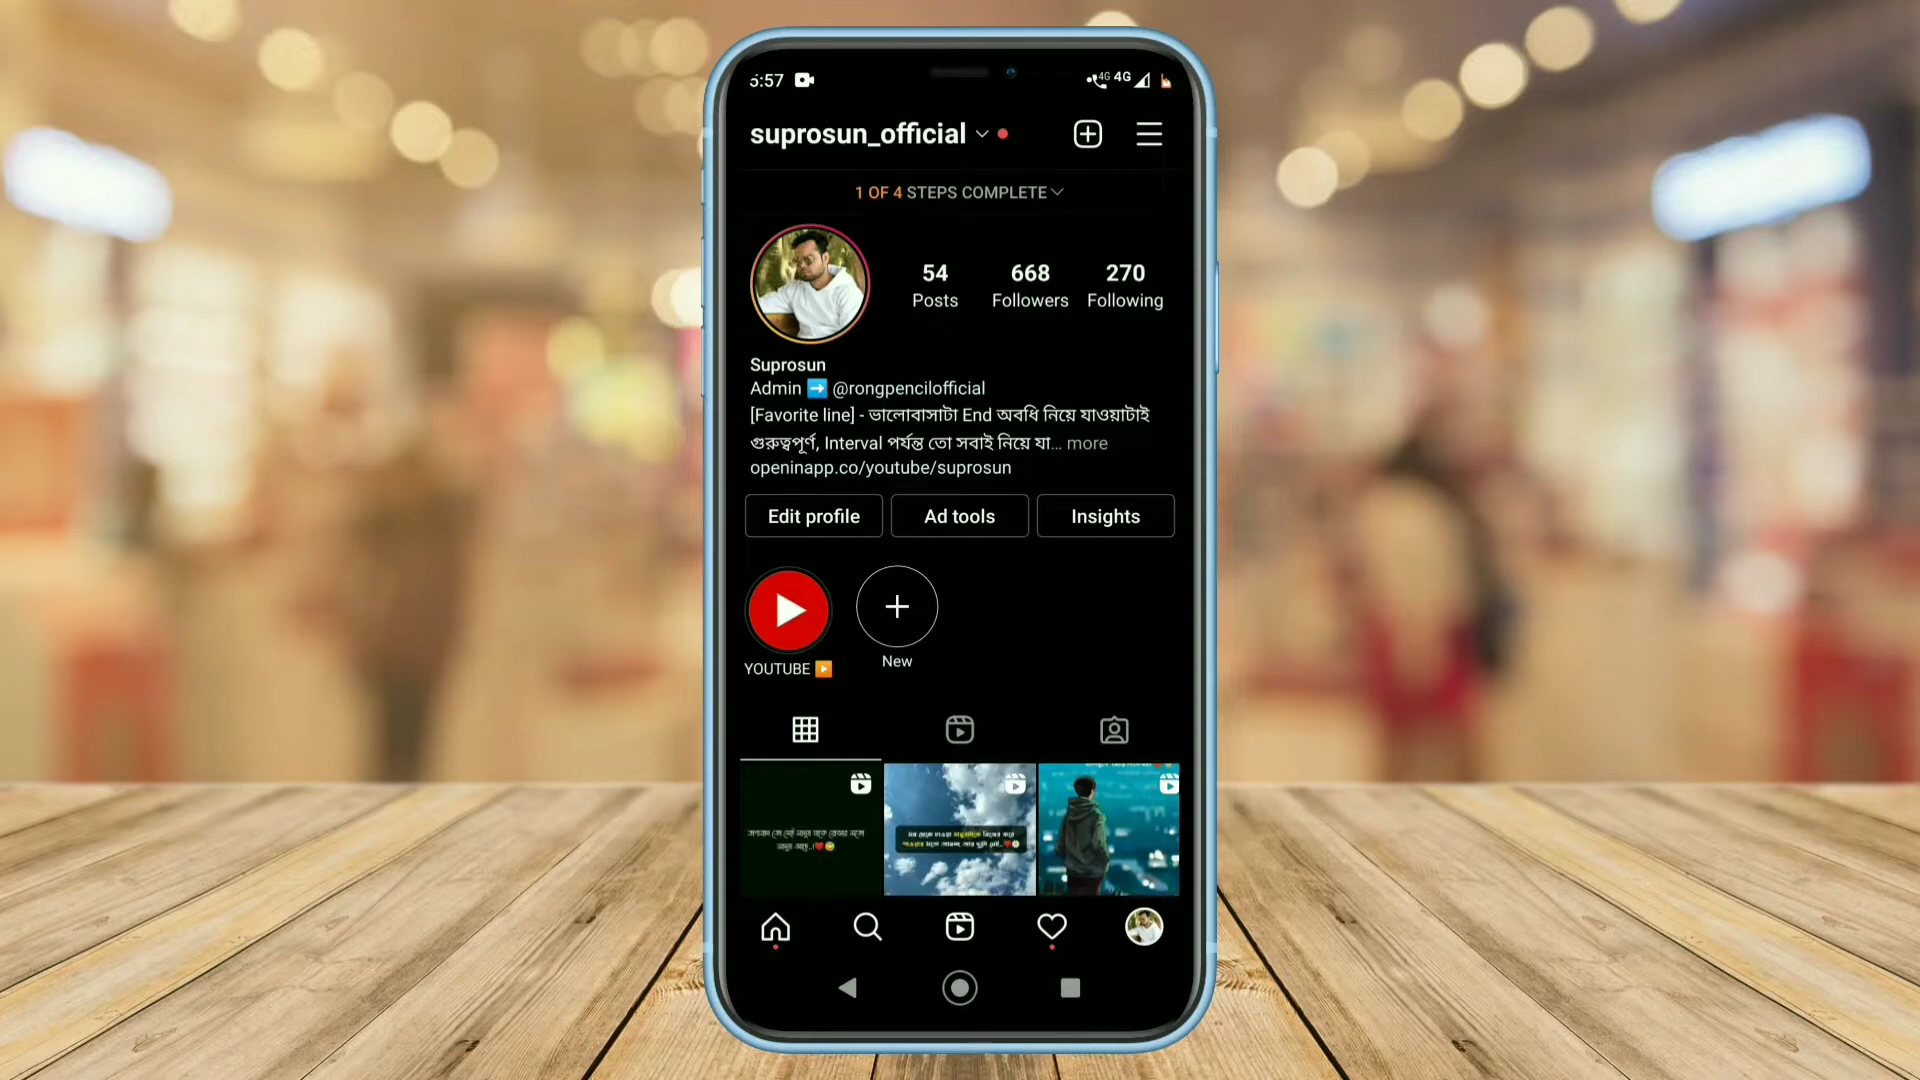 5:57
4G 4G
suprosun_official
1 OF 4 STEPS COMPLETE
54 668 270
Posts Followers Following
Suprosun
Admin ➡️ @rongpencilofficial
[Favorite line] - ভালোবাসাটা End অবধি নিয়ে যাওয়াটাই
গুরুত্বপূর্ণ, Interval পর্যন্ত তো সবাই নিয়ে যা... more
openinapp.co/youtube/suprosun
Edit profile Ad tools Insights
YOUTUBE ▶️ New